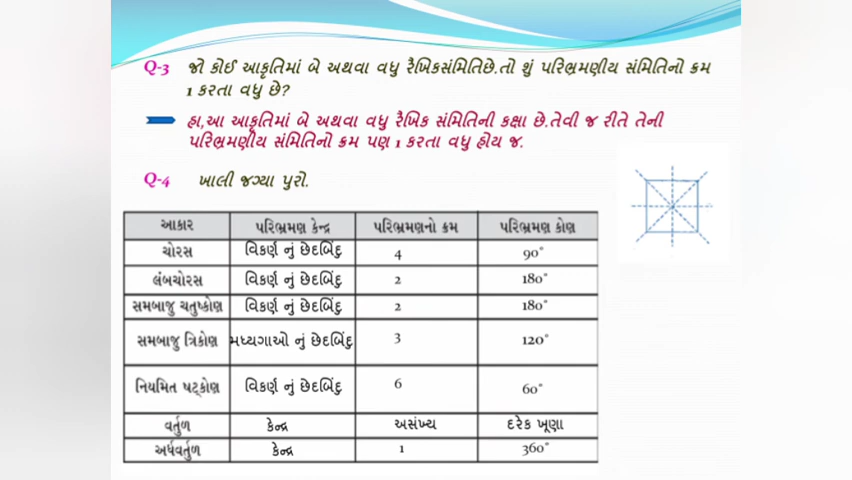 Q-3 જો કોઈ આકૃતિમાં બે અથવા વધુ રૈખિકસંમિતિછે.તો શું પરિભ્રમણીય સંમિતિનો ક્રમ
1 કરતા વધુ છે?
હા,આ આકૃતિમાં બે અથવા વધુ રૈખિક સંમિતિની કક્ષા છે.તેવી જ રીતે તેની
પરિભ્રમણીય સંમિતિનો ક્રમ પણ 1 કરતા વધુ હોય જ.
Q-4 ખાલી જગ્યા પુરો.
આકાર પરિભ્રમણ કેન્દ્ર પરિભ્રમણનો ક્રમ પરિભ્રમણ કોણ
ચોરસ વિકર્ણ નું છેદબિંદુ 4 90°
લંબચોરસ વિકર્ણ નું છેદબિંદુ 2 180°
સમબાજુ ચતુષ્કોણ વિકર્ણ નું છેદબિંદુ 2 180°
સમબાજુ ત્રિકોણ મધ્યગાઓ નું છેદબિંદુ 3 120°
નિયમિત ષટ્કોણ વિકર્ણ નું છેદબિંદુ 6 60°
વર્તુળ કેન્દ્ર અસંખ્ય દરેક ખૂણા
અર્ધવર્તુળ કેન્દ્ર 1 360°